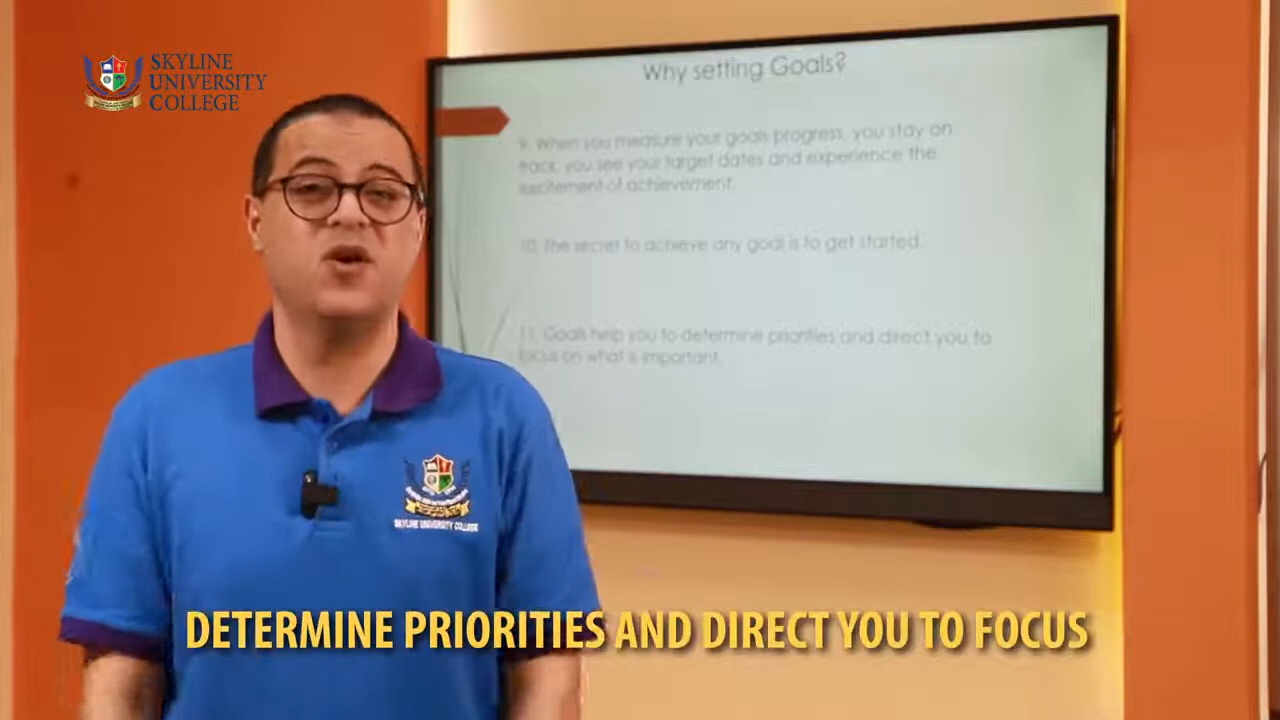 SKYLINE
UNIVERSITY
COLLEGE
Why setting Goals?
9. When you measure your goals progress, you stay on
track, you see your target dates and experience the
excitement of achievement.
10. The secret to achieve any goal is to get started.
11. Goals help you to determine priorities and direct you to
focus on what is important.
SKYLINE UNIVERSITY COLLEGE
DETERMINE PRIORITIES AND DIRECT YOU TO FOCUS